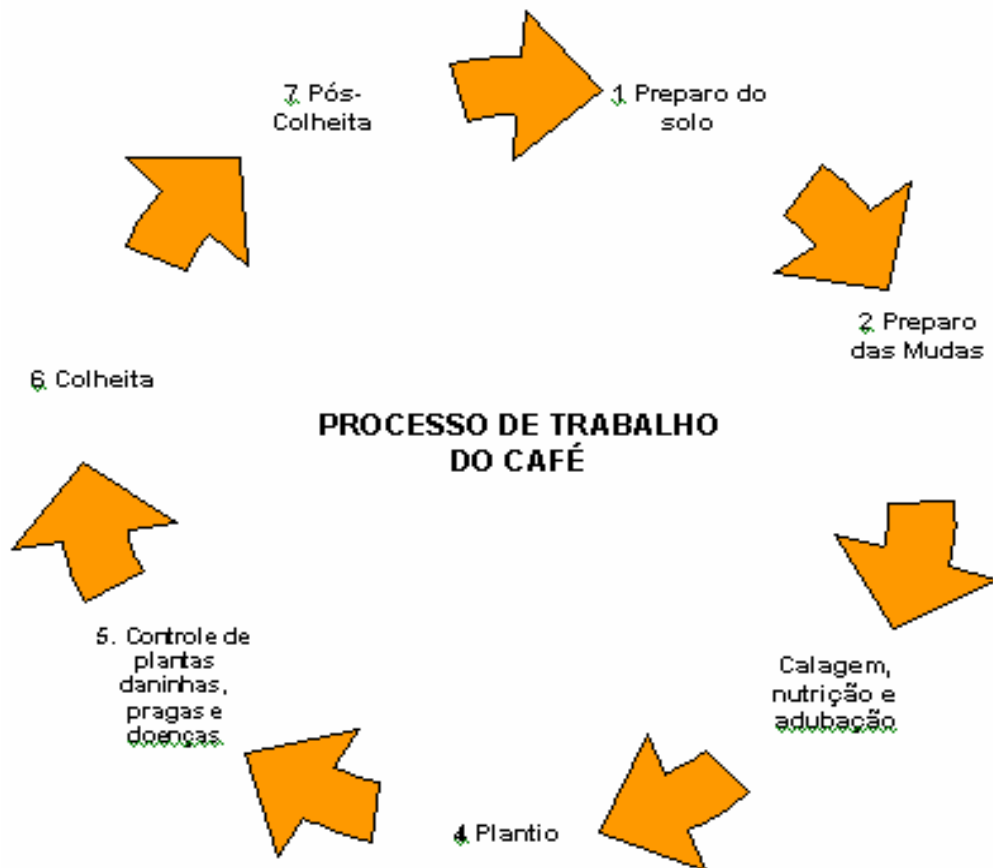 PROCESSO DE TRABALHO
DO CAFÉ
1 Preparo do
solo
2 Preparo
das Mudas
Calagem,
nutrição e
adubação
4 Plantio
5. Controle de
plantas
daninhas,
pragas e
doenças
6 Colheita
7 Pós-
Colheita